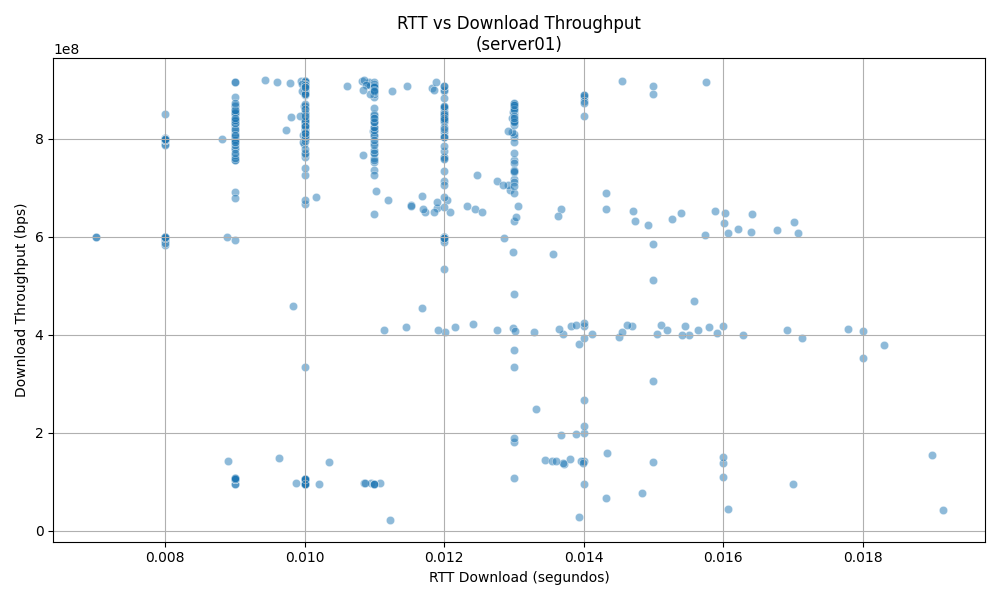 RTT vs Download Throughput
(server01)
1e8
Download Throughput (bps)
8
6
4
2
0
0.008 0.010 0.012 0.014 0.016 0.018
RTT Download (segundos)